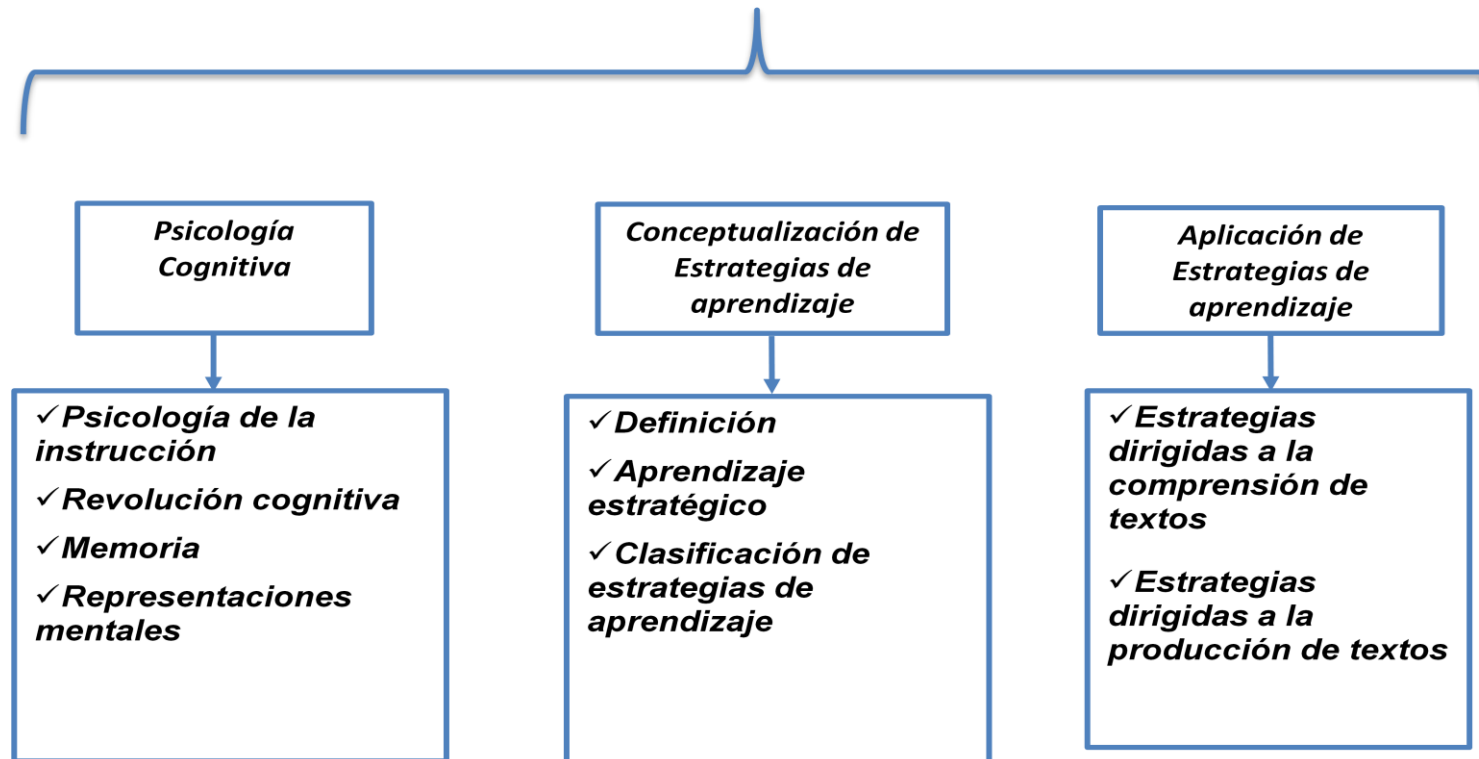 Psicología
Cognitiva
✓Psicología de la
instrucción
✓Revolución cognitiva
✓Memoria
✓Representaciones
mentales
Conceptualización de
Estrategias de
aprendizaje
✓Definición
✓Aprendizaje
estratégico
✓Clasificación de
estrategias de
aprendizaje
Aplicación de
Estrategias de
aprendizaje
✓Estrategias
dirigidas a la
comprensión de
textos
✓Estrategias
dirigidas a la
producción de textos